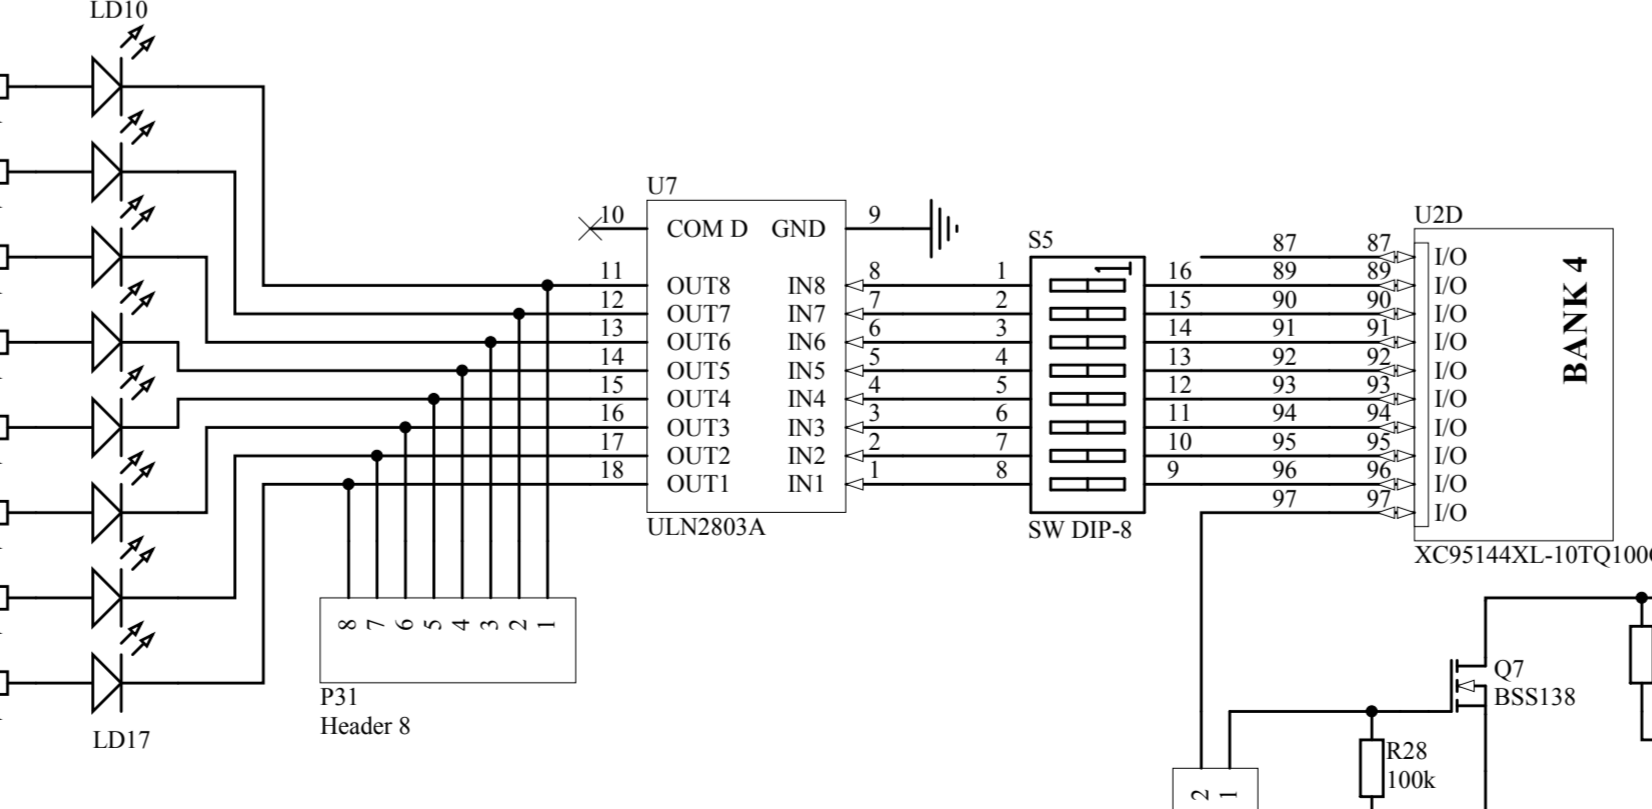 LD10
U7
10 COM D GND 9
11 OUT8 IN8 8
12 OUT7 IN7 7
13 OUT6 IN6 6
14 OUT5 IN5 5
15 OUT4 IN4 4
16 OUT3 IN3 3
17 OUT2 IN2 2
18 OUT1 IN1 1
ULN2803A
S5
1
1 16
2 15
3 14
4 13
5 12
6 11
7 10
8 9
SW DIP-8
U2D
87 87 I/O
89 89 I/O
90 90 I/O
91 91 I/O
92 92 I/O
93 93 I/O
94 94 I/O
95 95 I/O
96 96 I/O
97 97 I/O
BANK 4
XC95144XL-10TQ100
8 7 6 5 4 3 2 1
P31
Header 8
LD17
Q7
BSS138
R28
100k
2 1